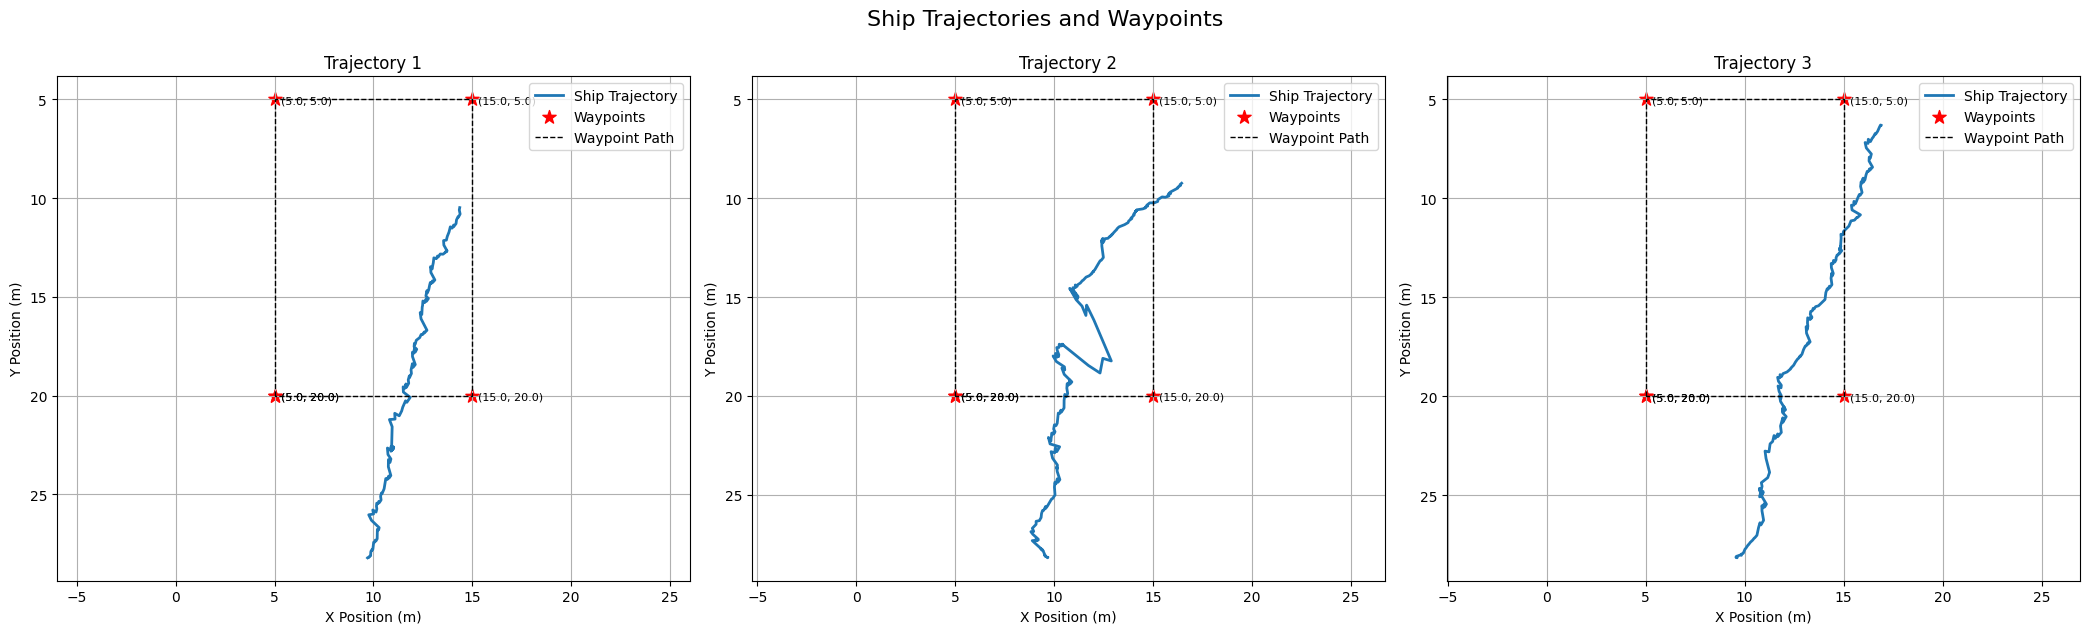 Ship Trajectories and Waypoints
Trajectory 1
5
10
15
20
25
Y Position (m)
(5.0, 5.0)
(15.0, 5.0)
(5.0, 20.0)
(15.0, 20.0)
Ship Trajectory
Waypoints
Waypoint Path
−5
0
5
10
15
20
25
X Position (m)
Trajectory 2
5
10
15
20
25
Y Position (m)
(5.0, 5.0)
(15.0, 5.0)
(5.0, 20.0)
(15.0, 20.0)
Ship Trajectory
Waypoints
Waypoint Path
−5
0
5
10
15
20
25
X Position (m)
Trajectory 3
5
10
15
20
25
Y Position (m)
(5.0, 5.0)
(15.0, 5.0)
(5.0, 20.0)
(15.0, 20.0)
Ship Trajectory
Waypoints
Waypoint Path
−5
0
5
10
15
20
25
X Position (m)